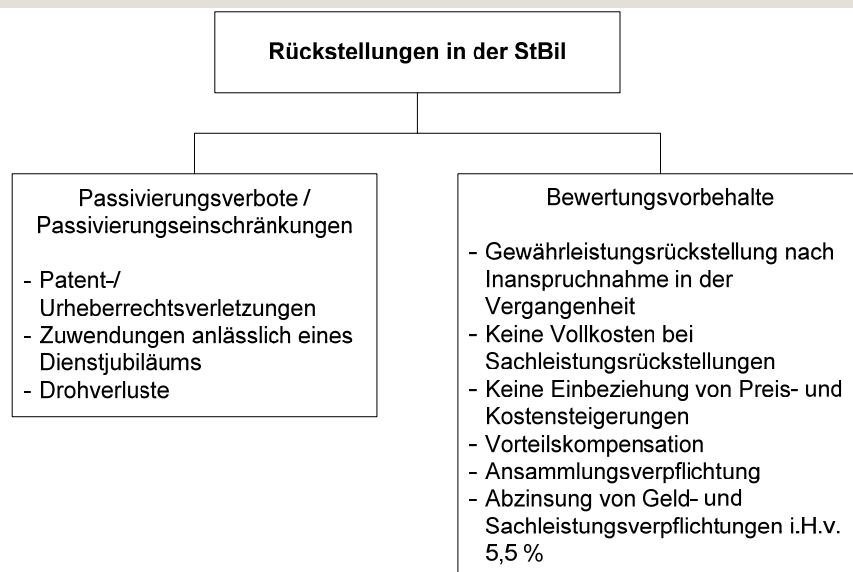 Rückstellungen in der StBil
Passivierungsverbote /
Passivierungseinschränkungen
- Patent-/
Urheberrechtsverletzungen
- Zuwendungen anlässlich eines
Dienstjubiläums
- Drohverluste
Bewertungsvorbehalte
- Gewährleistungsrückstellung nach
Inanspruchnahme in der
Vergangenheit
- Keine Vollkosten bei
Sachleistungsrückstellungen
- Keine Einbeziehung von Preis- und
Kostensteigerungen
- Vorteilskompensation
- Ansammlungsverpflichtung
- Abzinsung von Geld- und
Sachleistungsverpflichtungen i.H.v.
5,5 %